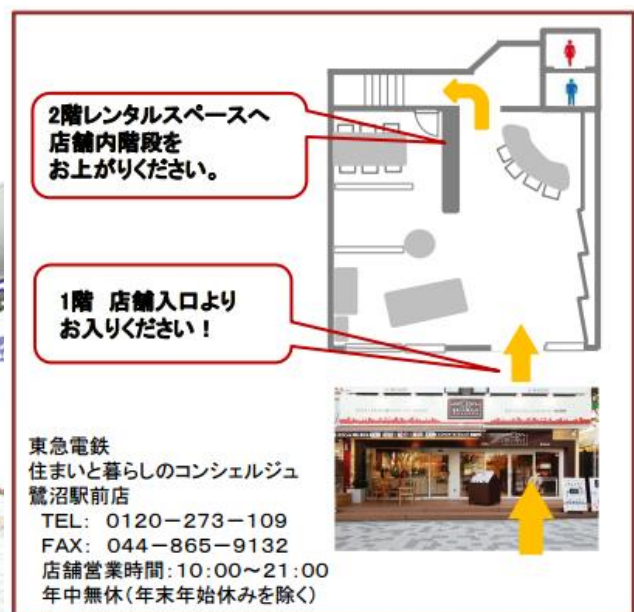 2階レンタルスペースへ
店舗内階段を
お上がりください。
1階 店舗入口より
お入りください！
東急電鉄
住まいと暮らしのコンシェルジュ
鷺沼駅前店
TEL： 0120－273－109
FAX： 044－865－9132
店舗営業時間：10：00～21：00
年中無休（年末年始休みを除く）